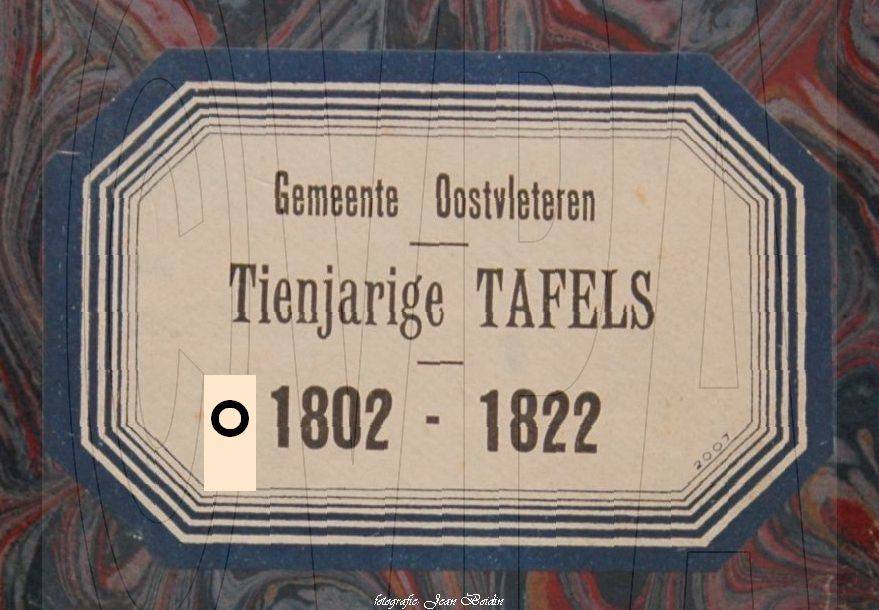 Gemeente Oostvleteren
Tienjarige TAFELS
O 1802 - 1822
2007
fotografie: Jean Boidin